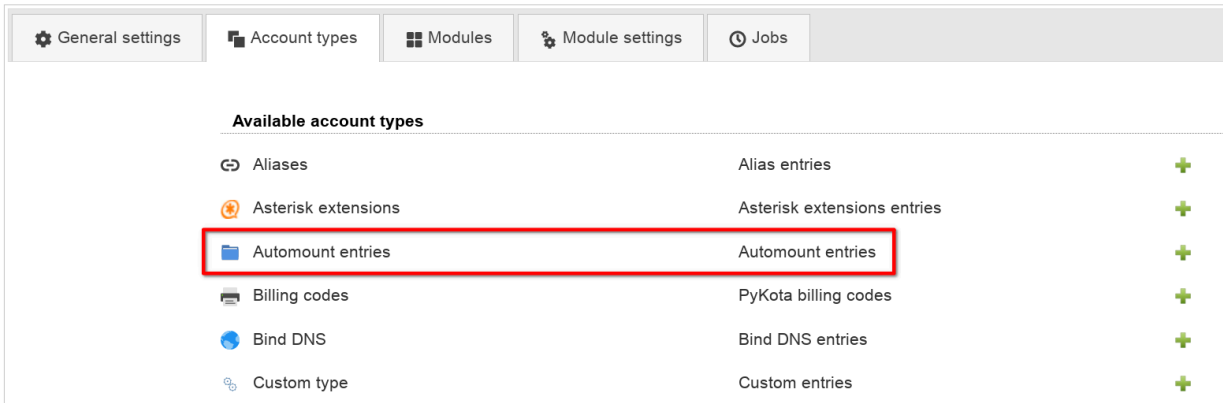 General settings Account types Modules Module settings Jobs
Available account types
Aliases Alias entries
Asterisk extensions Asterisk extensions entries
Automount entries Automount entries
Billing codes PyKota billing codes
Bind DNS Bind DNS entries
Custom type Custom entries